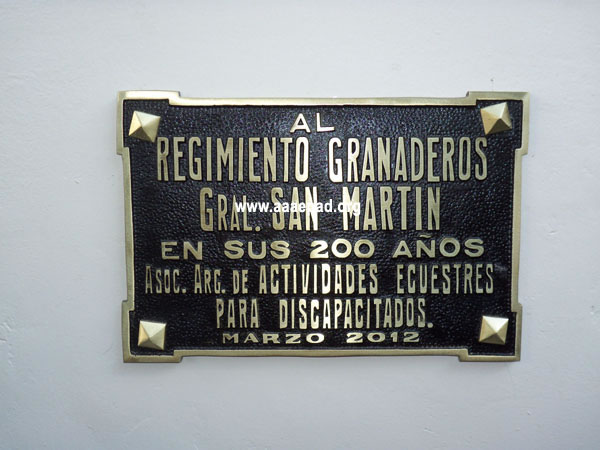 AL
REGIMIENTO GRANADEROS
GRAL. SAN MARTIN
EN SUS 200 AÑOS
ASOC. ARG. DE ACTIVIDADES ECUESTRES
PARA DISCAPACITADOS.
MARZO 2012